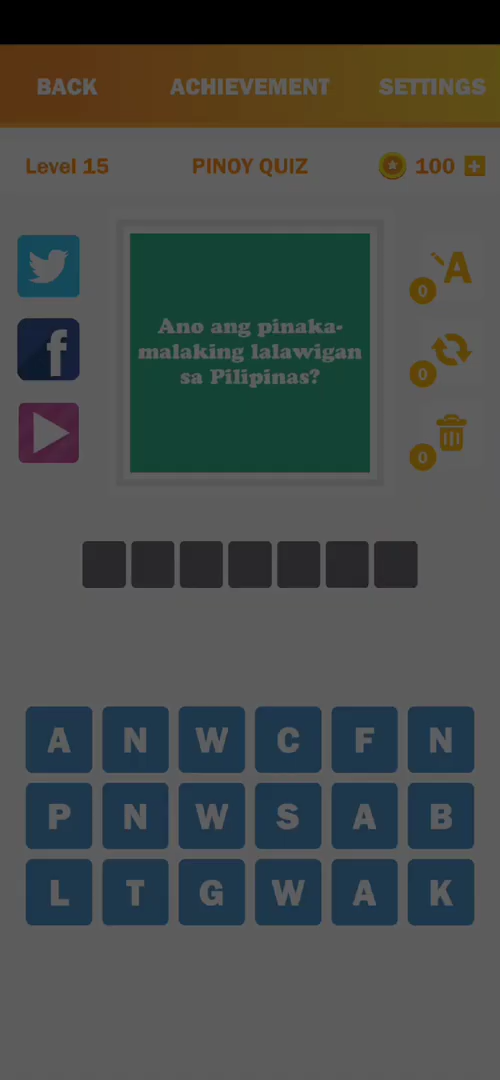 BACK ACHIEVEMENT SETTINGS
Level 15 PINOY QUIZ 100 +
A
0
0
0
Ano ang pinaka-
malaking lalawigan
sa Pilipinas?
A N W C F N
P N W S A B
L T G W A K